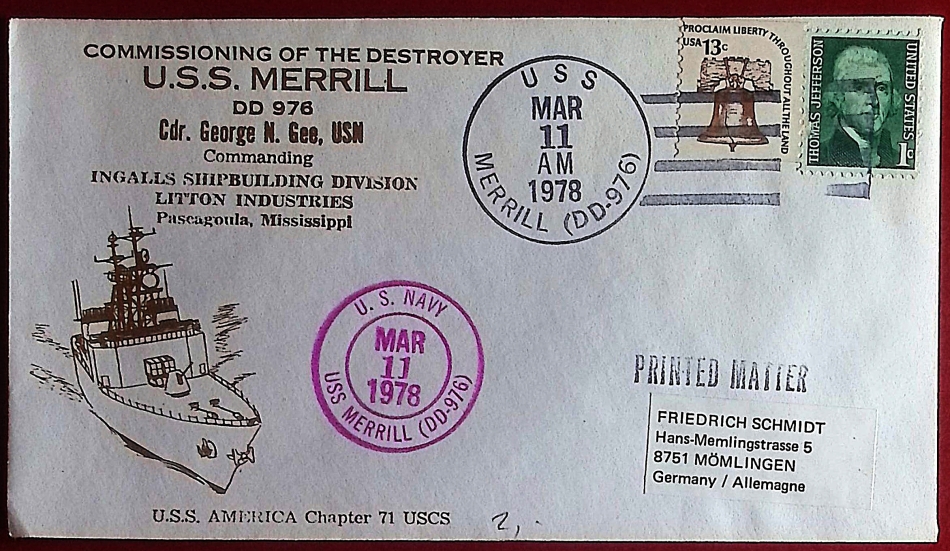 COMMISSIONING OF THE DESTROYER
U.S.S. MERRILL
DD 976
Cdr. George N. Gee, USN
Commanding
INGALLS SHIPBUILDING DIVISION
LITTON INDUSTRIES
Pascagoula, Mississippi
USS
MAR
11
AM
1978
MERRILL (DD-976)
PROCLAIM LIBERTY THROUGHOUT ALL THE LAND
USA 13c
THOMAS JEFFERSON
UNITED STATES
1c
U. S. NAVY
MAR
11
1978
USS MERRILL (DD-976)
PRINTED MATTER
FRIEDRICH SCHMIDT
Hans-Memlingstrasse 5
8751 MÖMLINGEN
Germany / Allemagne
U.S.S. AMERICA Chapter 71 USCS
2,.